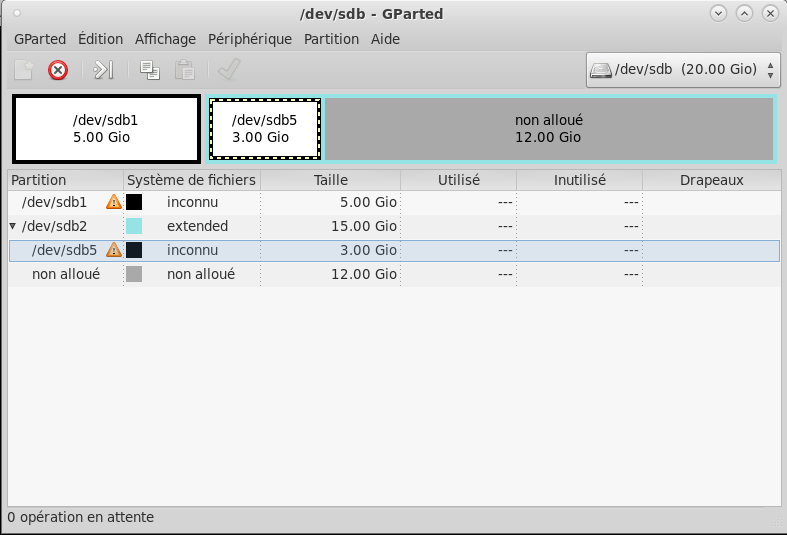 /dev/sdb - GParted
GParted Édition Affichage Périphérique Partition Aide
/dev/sdb (20.00 Gio)
/dev/sdb1
5.00 Gio
/dev/sdb5
3.00 Gio
non alloué
12.00 Gio
Partition Système de fichiers Taille Utilisé Inutilisé Drapeaux
/dev/sdb1 inconnu 5.00 Gio --- ---
/dev/sdb2 extended 15.00 Gio --- ---
/dev/sdb5 inconnu 3.00 Gio --- ---
non alloué non alloué 12.00 Gio --- ---
0 opération en attente